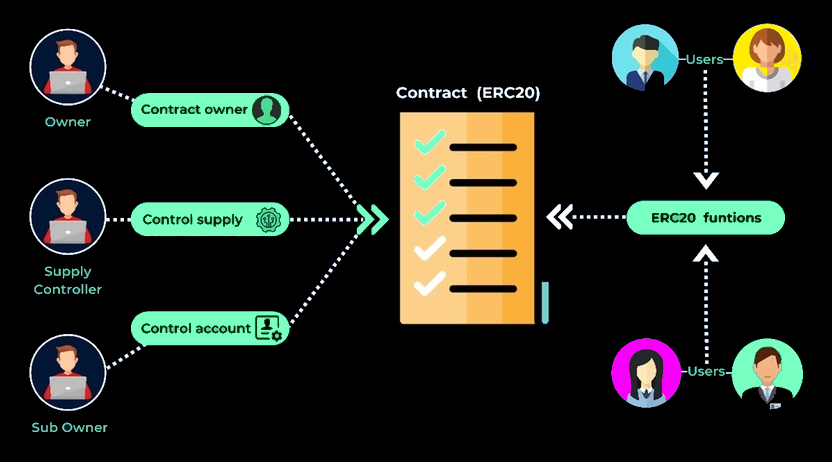 Contract (ERC20)
Users
Contract owner
Owner
Control supply
ERC20 funtions
Supply
Controller
Control account
Users
Sub Owner